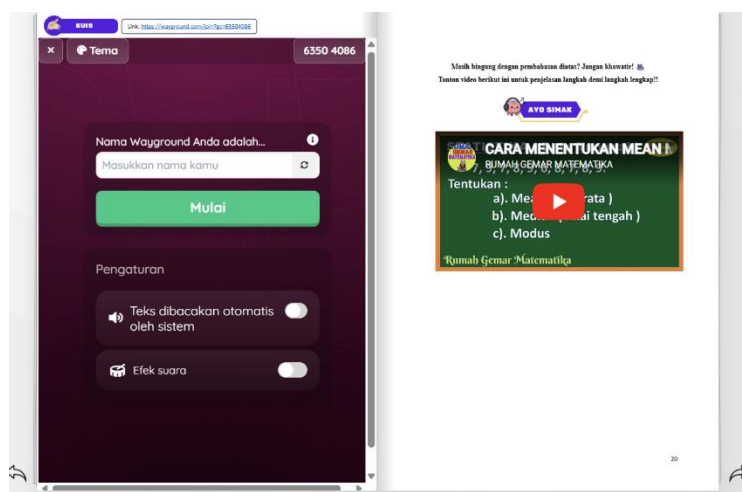 KUIS
Link: https://wayground.com/join?gc=63504086
× Tema 6350 4086
Nama Wayground Anda adalah...
Masukkan nama kamu
Mulai
Pengaturan
Teks dibacakan otomatis
oleh sistem
Efek suara
Masih bingung dengan pembahasan diatas? Jangan khawatir!
Tonton video berikut ini untuk penjelasan langkah demi langkah lengkap!!
AYO SIMAK
CARA MENENTUKAN MEAN
RUMAH GEMAR MATEMATIKA
Tentukan :
a). Mea rata )
b). Med ai tengah )
c). Modus
Rumah Gemar Matematika
20